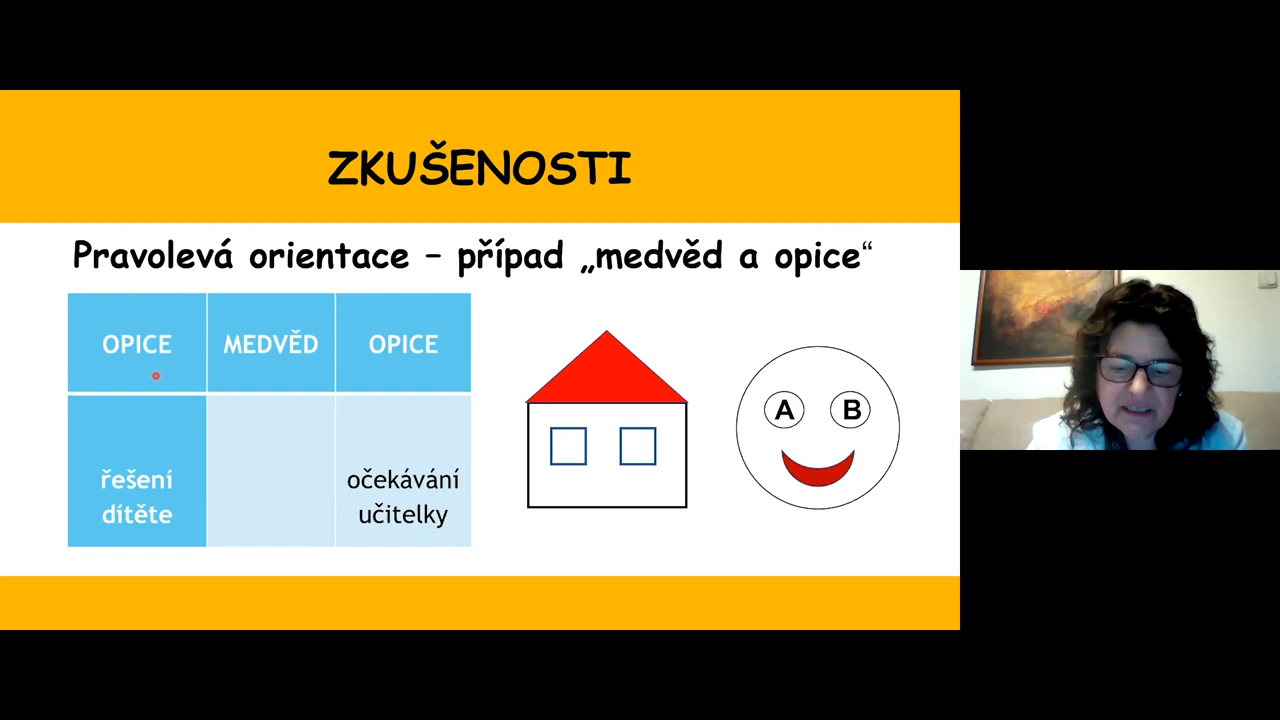 ZKUŠENOSTI
Pravolevá orientace – případ „medvěd a opice“
OPICE MEDVĚD OPICE
řešení
dítěte
očekávání
učitelky
A B